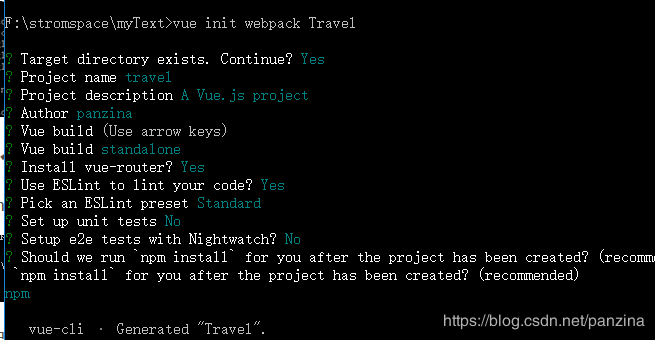 F:\stromspace\myText>vue init webpack Travel
? Target directory exists. Continue? Yes
? Project name travel
? Project description A Vue.js project
? Author panzina
? Vue build (Use arrow keys)
? Vue build standalone
? Install vue-router? Yes
? Use ESLint to lint your code? Yes
? Pick an ESLint preset Standard
? Set up unit tests No
? Setup e2e tests with Nightwatch? No
? Should we run `npm install` for you after the project has been created? (recomme
`npm install` for you after the project has been created? (recommended)
npm
vue-cli · Generated "Travel".
https://blog.csdn.net/panzina